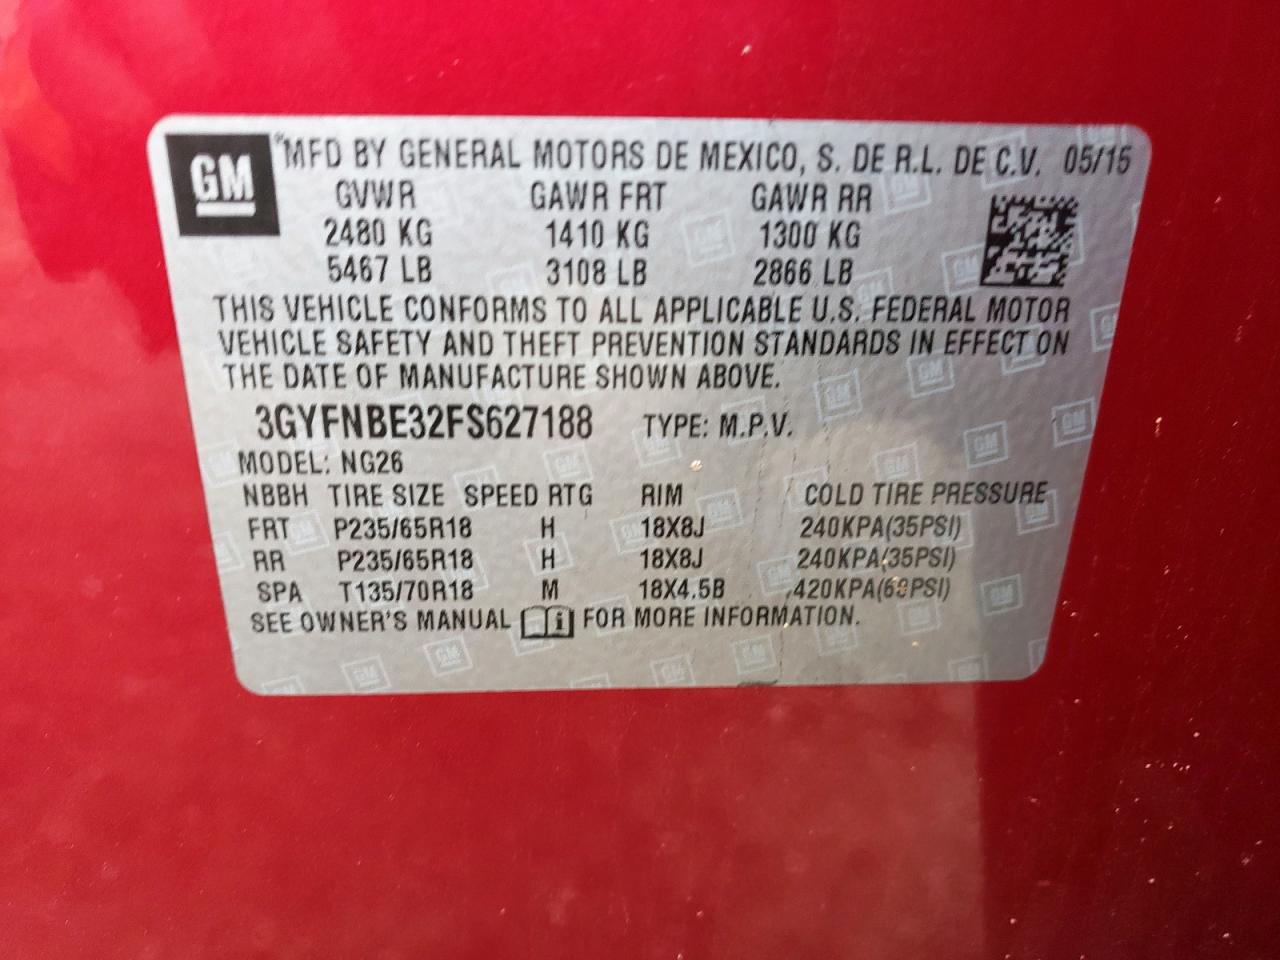 GM
MFD BY GENERAL MOTORS DE MEXICO, S. DE R.L. DE C.V. 05/15
GVWR GAWR FRT GAWR RR
2480 KG 1410 KG 1300 KG
5467 LB 3108 LB 2866 LB
THIS VEHICLE CONFORMS TO ALL APPLICABLE U.S. FEDERAL MOTOR
VEHICLE SAFETY AND THEFT PREVENTION STANDARDS IN EFFECT ON
THE DATE OF MANUFACTURE SHOWN ABOVE.
3GYFNBE32FS627188 TYPE: M.P.V.
MODEL: NG26
NBBH TIRE SIZE SPEED RTG RIM COLD TIRE PRESSURE
FRT P235/65R18 H 18X8J 240KPA(35PSI)
RR P235/65R18 H 18X8J 240KPA(35PSI)
SPA T135/70R18 M 18X4.5B 420KPA(60PSI)
SEE OWNER'S MANUAL i FOR MORE INFORMATION.